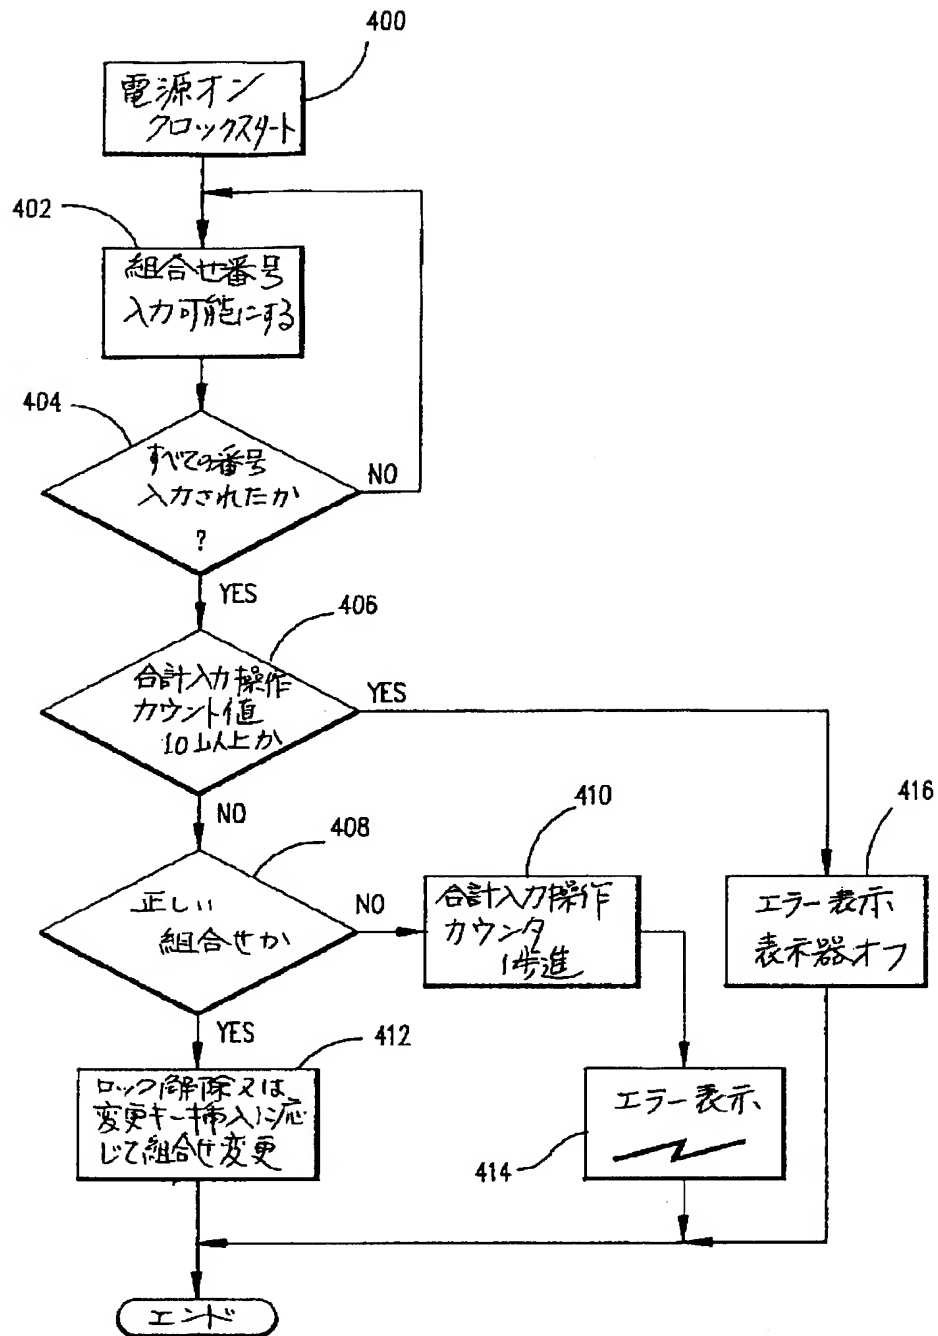 400
電源オン
クロックスタート
402
組合せ番号
入力可能にする
404
すべての番号
入力されたか
?
NO
YES
406
合計入力操作
カウント値
10以上か
YES
NO
408
正しい
組合せか
NO
YES
410
合計入力操作
カウンタ
1歩進
416
エラー表示
表示器オフ
412
ロック解除又は
変更キー挿入に応
じて組合せ変更
エラー表示
414
エンド